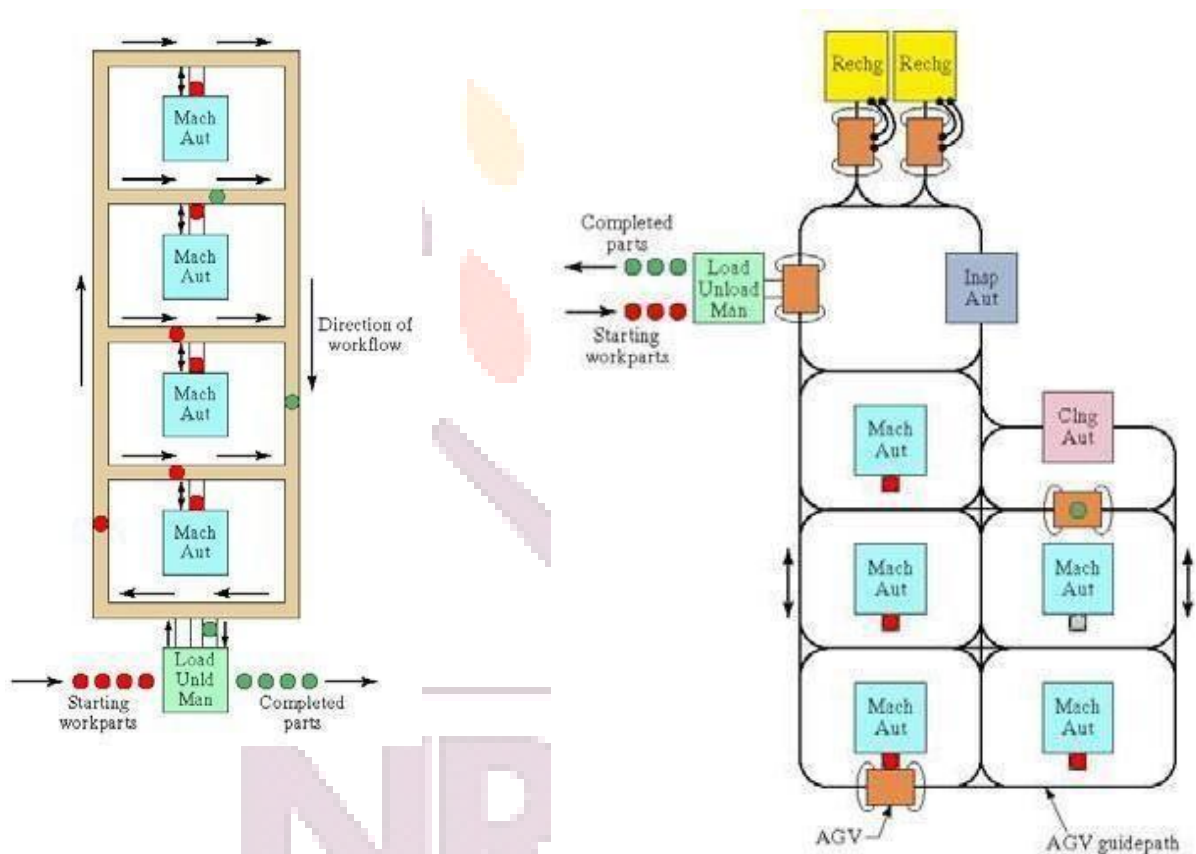 Mach
Aut
Mach
Aut
Direction of
workflow
Mach
Aut
Mach
Aut
Load
Unld
Man
Starting
workparts
Completed
parts
Rechg
Rechg
Completed
parts
Load
Unload
Man
Starting
workparts
Insp
Aut
Mach
Aut
Clng
Aut
Mach
Aut
Mach
Aut
Mach
Aut
Mach
Aut
AGV
AGV guidepath